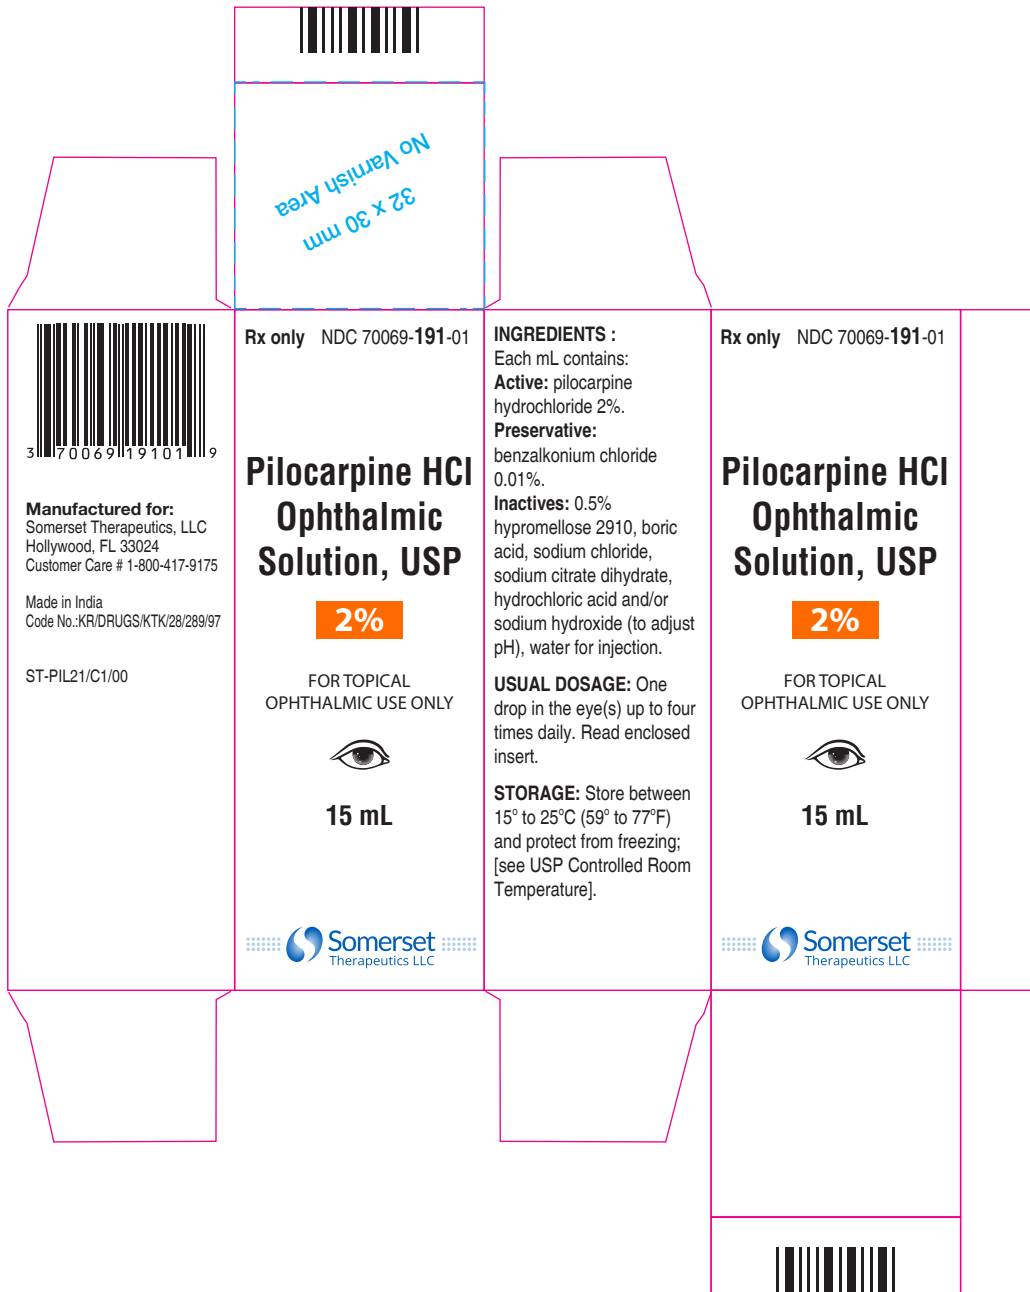 No Varnish Area
32 x 30 mm
3 70069 19101 9
Manufactured for:
Somerset Therapeutics, LLC
Hollywood, FL 33024
Customer Care # 1-800-417-9175
Made in India
Code No.:KR/DRUGS/KTK/28/289/97
ST-PIL21/C1/00
Rx only NDC 70069-191-01
Pilocarpine HCl
Ophthalmic
Solution, USP
2%
FOR TOPICAL
OPHTHALMIC USE ONLY
15 mL
Somerset
Therapeutics LLC
INGREDIENTS :
Each mL contains:
Active: pilocarpine
hydrochloride 2%.
Preservative:
benzalkonium chloride
0.01%.
Inactives: 0.5%
hypromellose 2910, boric
acid, sodium chloride,
sodium citrate dihydrate,
hydrochloric acid and/or
sodium hydroxide (to adjust
pH), water for injection.
USUAL DOSAGE: One
drop in the eye(s) up to four
times daily. Read enclosed
insert.
STORAGE: Store between
15º to 25ºC (59º to 77ºF)
and protect from freezing;
[see USP Controlled Room
Temperature].
Rx only NDC 70069-191-01
Pilocarpine HCl
Ophthalmic
Solution, USP
2%
FOR TOPICAL
OPHTHALMIC USE ONLY
15 mL
Somerset
Therapeutics LLC